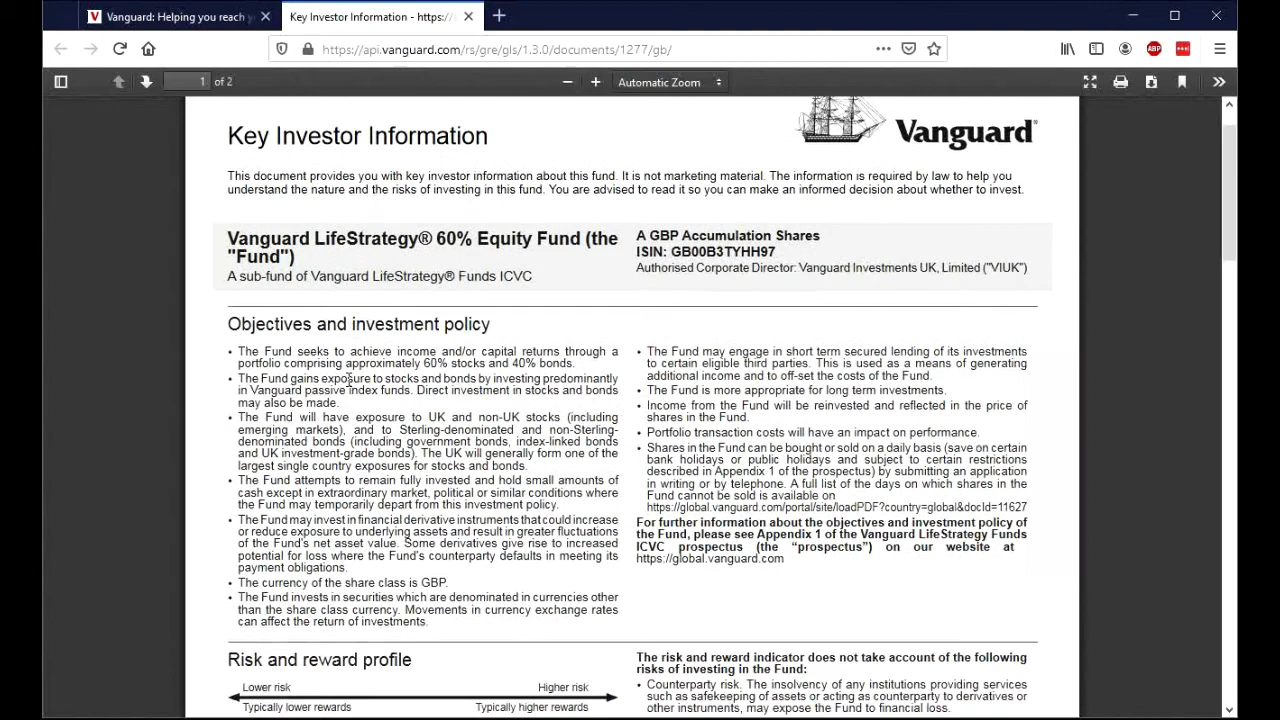 Vanguard: Helping you reach y
Key Investor Information - https:/
https://api.vanguard.com/rs/gre/gls/1.3.0/documents/1277/gb/
ABP
1 of 2
Automatic Zoom
Key Investor Information
Vanguard®
This document provides you with key investor information about this fund. It is not marketing material. The information is required by law to help you
understand the nature and the risks of investing in this fund. You are advised to read it so you can make an informed decision about whether to invest.
Vanguard LifeStrategy® 60% Equity Fund (the
"Fund")
A sub-fund of Vanguard LifeStrategy® Funds ICVC
A GBP Accumulation Shares
ISIN: GB00B3TYHH97
Authorised Corporate Director: Vanguard Investments UK, Limited ("VIUK")
Objectives and investment policy
• The Fund seeks to achieve income and/or capital returns through a
portfolio comprising approximately 60% stocks and 40% bonds.
• The Fund gains exposure to stocks and bonds by investing predominantly
in Vanguard passive index funds. Direct investment in stocks and bonds
may also be made.
• The Fund will have exposure to UK and non-UK stocks (including
emerging markets), and to Sterling-denominated and non-Sterling-
denominated bonds (including government bonds, index-linked bonds
and UK investment-grade bonds). The UK will generally form one of the
largest single country exposures for stocks and bonds.
• The Fund attempts to remain fully invested and hold small amounts of
cash except in extraordinary market, political or similar conditions where
the Fund may temporarily depart from this investment policy.
• The Fund may invest in financial derivative instruments that could increase
or reduce exposure to underlying assets and result in greater fluctuations
of the Fund's net asset value. Some derivatives give rise to increased
potential for loss where the Fund's counterparty defaults in meeting its
payment obligations.
• The currency of the share class is GBP.
• The Fund invests in securities which are denominated in currencies other
than the share class currency. Movements in currency exchange rates
can affect the return of investments.
• The Fund may engage in short term secured lending of its investments
to certain eligible third parties. This is used as a means of generating
additional income and to off-set the costs of the Fund.
• The Fund is more appropriate for long term investments.
• Income from the Fund will be reinvested and reflected in the price of
shares in the Fund.
• Portfolio transaction costs will have an impact on performance.
• Shares in the Fund can be bought or sold on a daily basis (save on certain
bank holidays or public holidays and subject to certain restrictions
described in Appendix 1 of the prospectus) by submitting an application
in writing or by telephone. A full list of the days on which shares in the
Fund cannot be sold is available on
https://global.vanguard.com/portal/site/loadPDF?country=global&docId=11627
For further information about the objectives and investment policy of
the Fund, please see Appendix 1 of the Vanguard LifeStrategy Funds
ICVC prospectus (the “prospectus”) on our website at
https://global.vanguard.com
Risk and reward profile
Lower risk Higher risk
Typically lower rewards Typically higher rewards
The risk and reward indicator does not take account of the following
risks of investing in the Fund:
• Counterparty risk. The insolvency of any institutions providing services
such as safekeeping of assets or acting as counterparty to derivatives or
other instruments, may expose the Fund to financial loss.